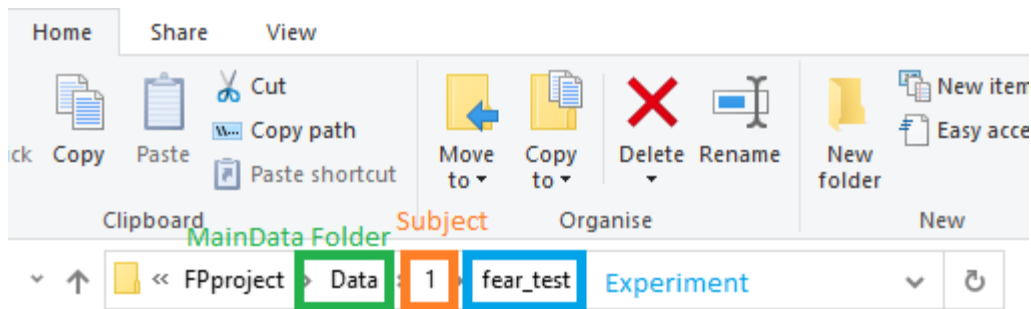 Home Share View
Cut
New item
Copy path
Easy acce
ck Copy Paste Paste shortcut Move to Copy to Delete Rename New folder
Clipboard Organise New
MainData Folder Subject
« FPproject Data 1 fear_test Experiment